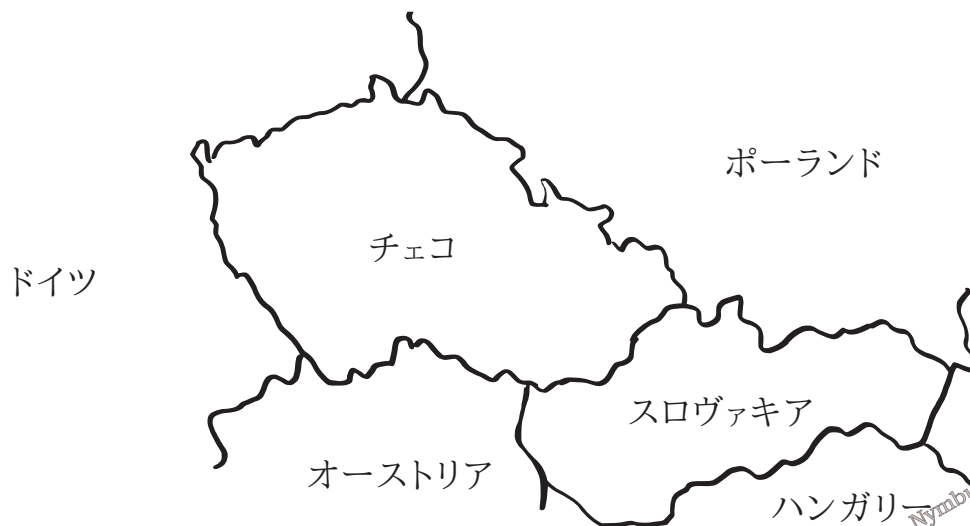 ポーランド
チェコ
ドイツ
スロヴァキア
オーストリア
ハンガリー